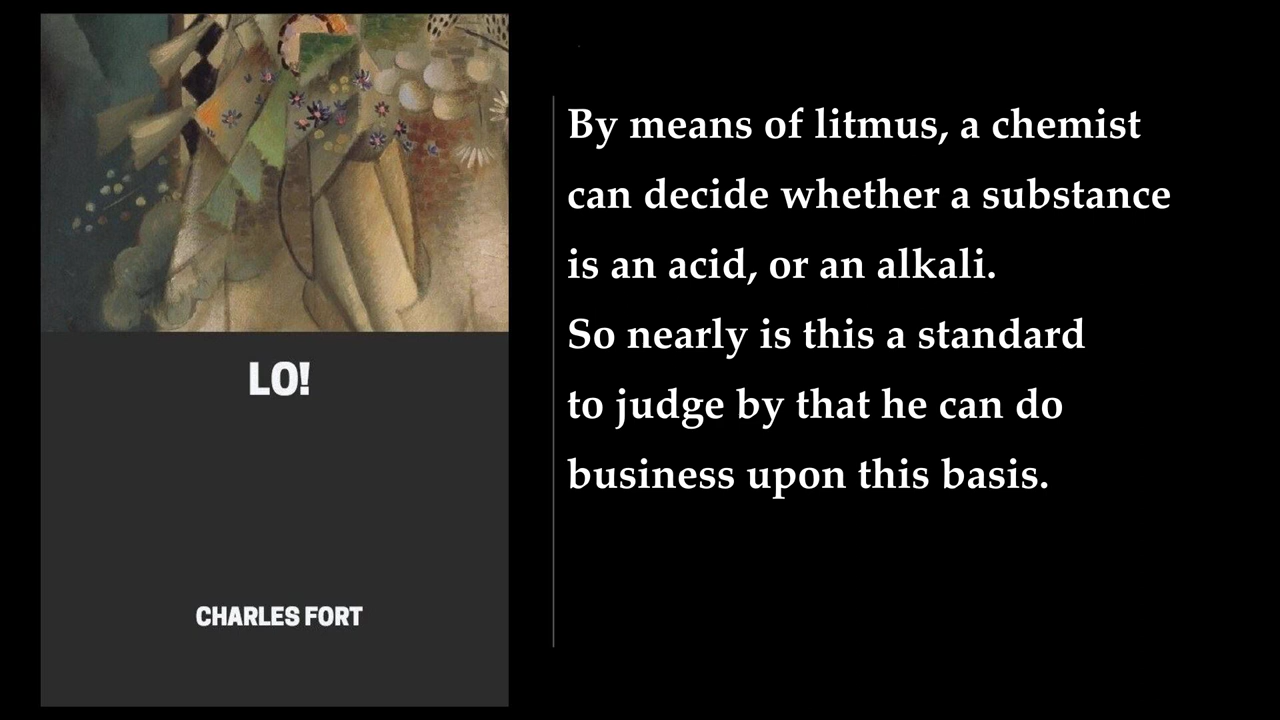 LO!
CHARLES FORT
By means of litmus, a chemist
can decide whether a substance
is an acid, or an alkali.
So nearly is this a standard
to judge by that he can do
business upon this basis.